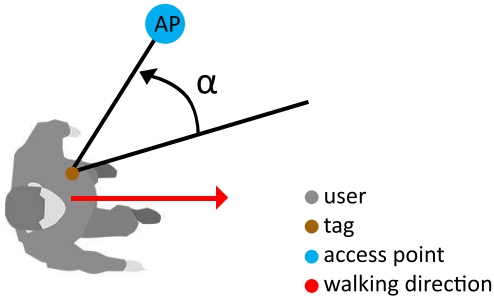 AP
α
user
tag
access point
walking direction